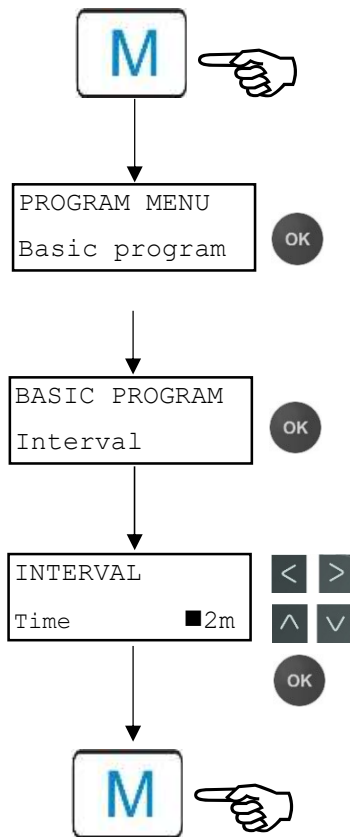 M
PROGRAM MENU
Basic program
OK
BASIC PROGRAM
Interval
OK
INTERVAL
< >
Time ■2m
∧ ∨
OK
M